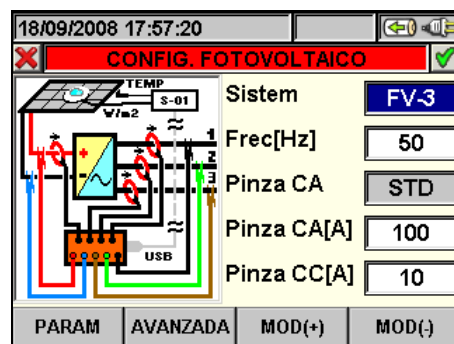 18/09/2008 17:57:20
CONFIG. FOTOVOLTAICO
TEMP
S-01
W/m2
Sistem FV-3
1
2
3
Frec[Hz] 50
Pinza CA STD
Pinza CA[A] 100
USB
Pinza CC[A] 10
PARAM AVANZADA MOD(+) MOD(-)